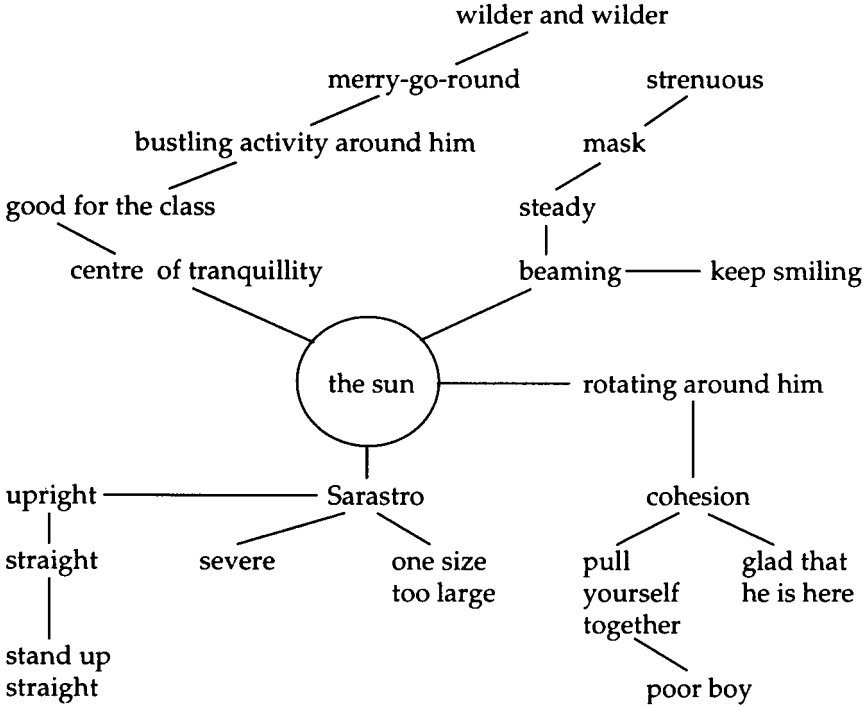 wilder and wilder
merry-go-round
strenuous
bustling activity around him
mask
good for the class
steady
centre of tranquillity
beaming
keep smiling
the sun
rotating around him
upright
Sarastro
cohesion
straight
severe
one size
too large
pull
yourself
together
glad that
he is here
stand up
straight
poor boy